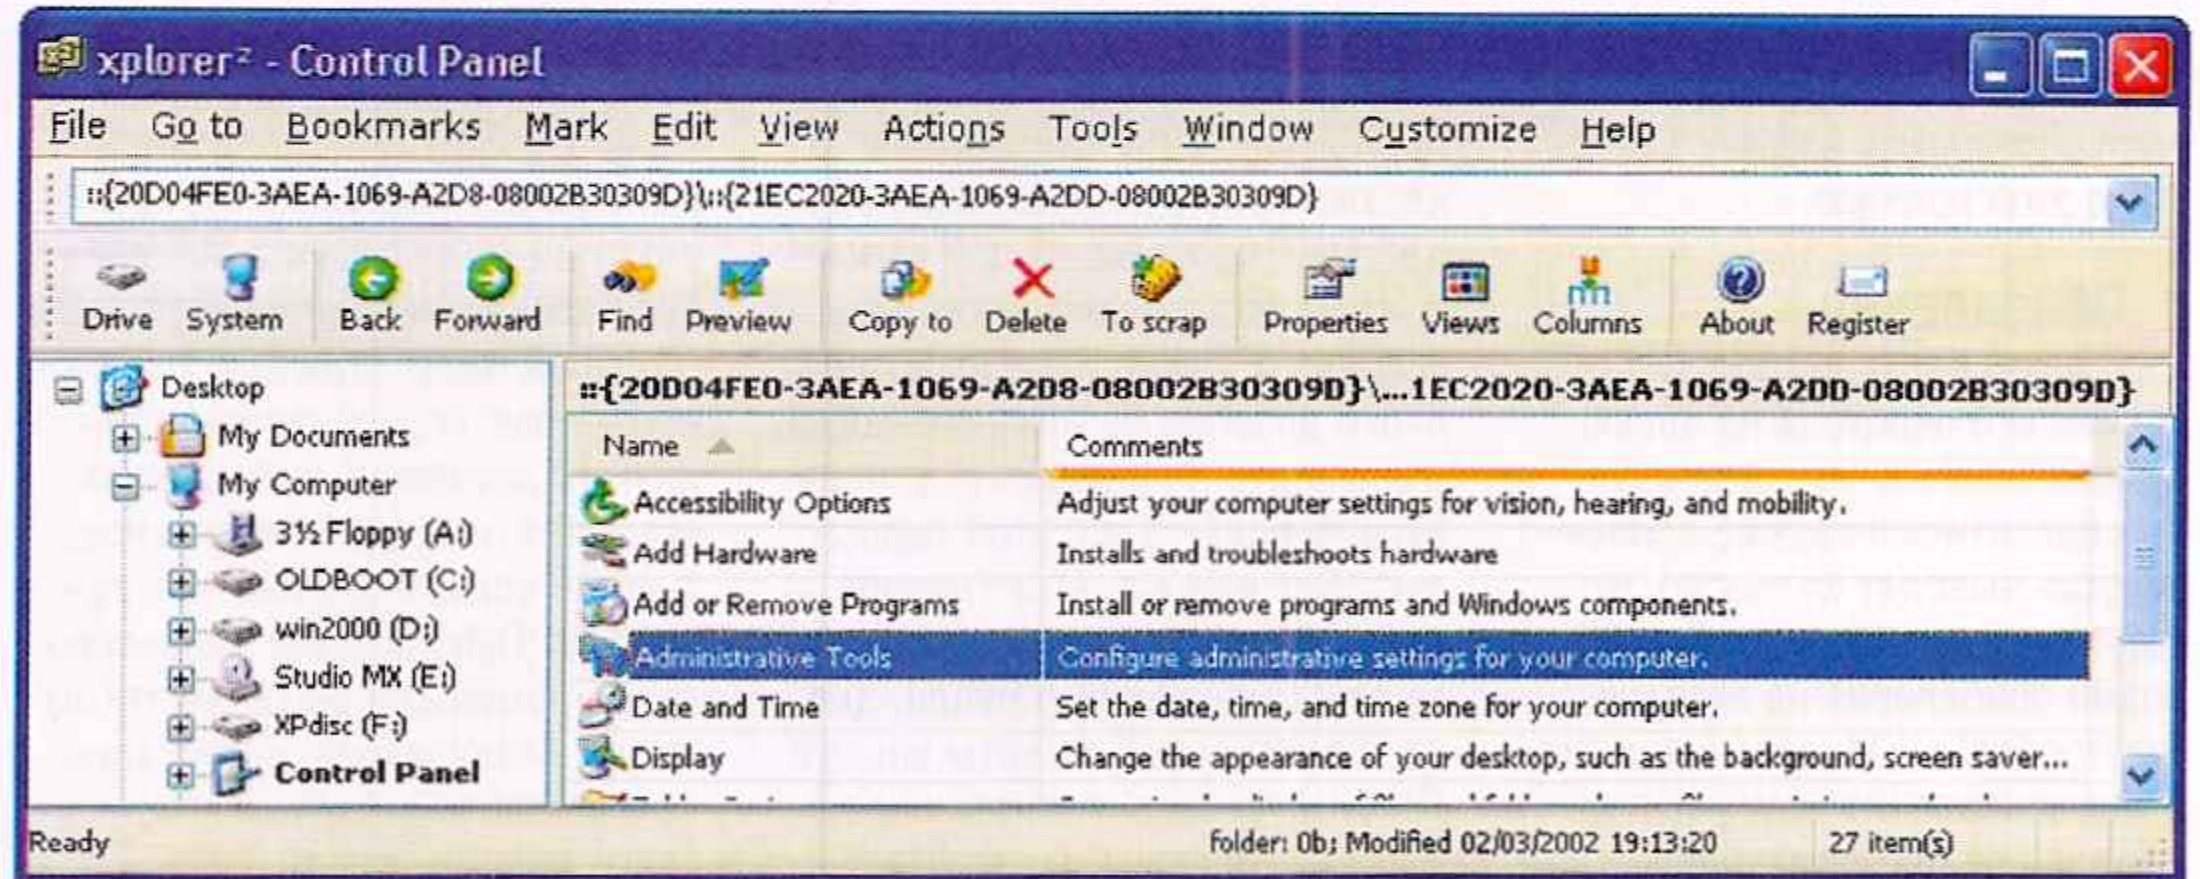 xplorer² - Control Panel
File Go to Bookmarks Mark Edit View Actions Tools Window Customize Help
::{20D04FE0-3AEA-1069-A2D8-08002B30309D}\::{21EC2020-3AEA-1069-A2DD-08002B30309D}
Drive System Back Forward Find Preview Copy to Delete To scrap Properties Views Columns About Register
Desktop
My Documents
My Computer
3½ Floppy (A:)
OLDBOOT (C:)
win2000 (D:)
Studio MX (E:)
XPdisc (F:)
Control Panel
::{20D04FE0-3AEA-1069-A2D8-08002B30309D}\...1EC2020-3AEA-1069-A2DD-08002B30309D}
Name Comments
Accessibility Options Adjust your computer settings for vision, hearing, and mobility.
Add Hardware Installs and troubleshoots hardware
Add or Remove Programs Install or remove programs and Windows components.
Administrative Tools Configure administrative settings for your computer.
Date and Time Set the date, time, and time zone for your computer.
Display Change the appearance of your desktop, such as the background, screen saver...
Ready folder: 0b; Modified 02/03/2002 19:13:20 27 item(s)